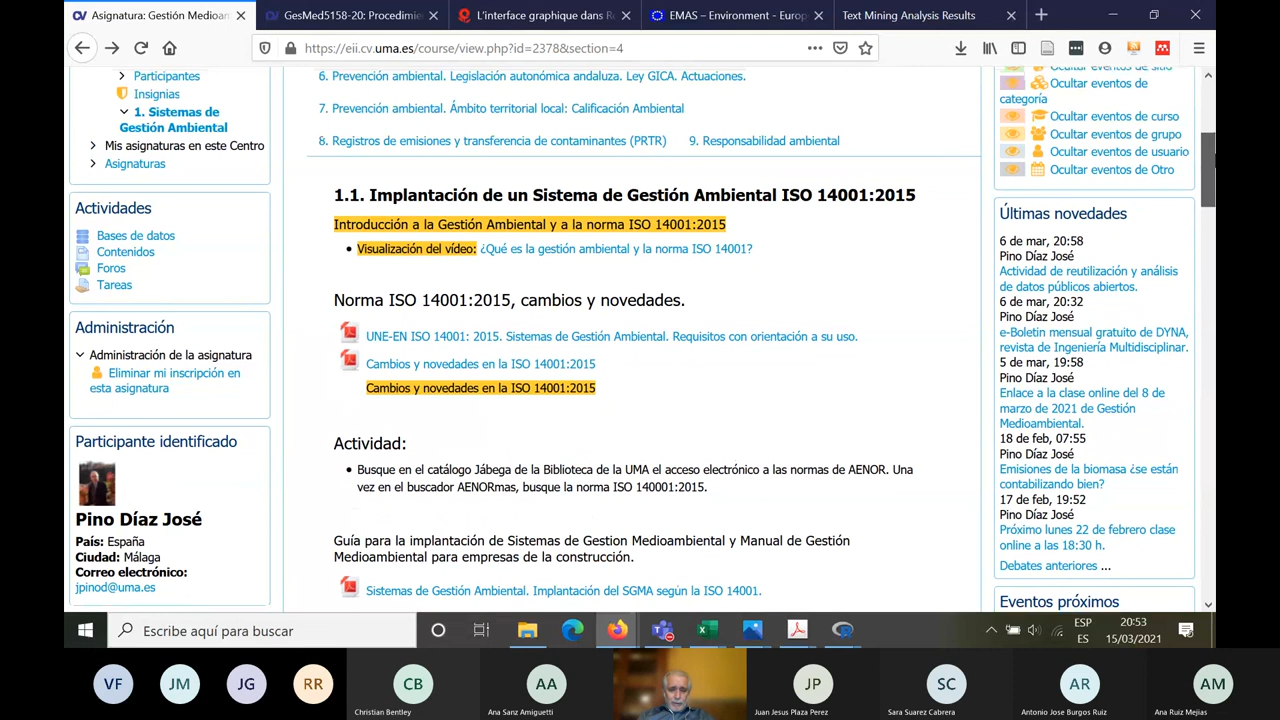 Asignatura: Gestión Medioam
GesMed5158-20: Procedimie
L'interface graphique dans R
EMAS – Environment - Europ
Text Mining Analysis Results
https://eii.cv.uma.es/course/view.php?id=2378&section=4
Participantes
Insignias
1. Sistemas de
Gestión Ambiental
Mis asignaturas en este Centro
Asignaturas
Actividades
Bases de datos
Contenidos
Foros
Tareas
Administración
Administración de la asignatura
Eliminar mi inscripción en
esta asignatura
Participante identificado
Pino Díaz José
País: España
Ciudad: Málaga
Correo electrónico:
jpinod@uma.es
6. Prevención ambiental. Legislación autonómica andaluza. Ley GICA. Actuaciones.
7. Prevención ambiental. Ámbito territorial local: Calificación Ambiental
8. Registros de emisiones y transferencia de contaminantes (PRTR) 9. Responsabilidad ambiental
1.1. Implantación de un Sistema de Gestión Ambiental ISO 14001:2015
Introducción a la Gestión Ambiental y a la norma ISO 14001:2015
• Visualización del vídeo: ¿Qué es la gestión ambiental y la norma ISO 14001?
Norma ISO 14001:2015, cambios y novedades.
UNE-EN ISO 14001: 2015. Sistemas de Gestión Ambiental. Requisitos con orientación a su uso.
Cambios y novedades en la ISO 14001:2015
Cambios y novedades en la ISO 14001:2015
Actividad:
• Busque en el catálogo Jábega de la Biblioteca de la UMA el acceso electrónico a las normas de AENOR. Una
vez en el buscador AENORmas, busque la norma ISO 140001:2015.
Guía para la implantación de Sistemas de Gestion Medioambiental y Manual de Gestión
Medioambiental para empresas de la construcción.
Sistemas de Gestión Ambiental. Implantación del SGMA según la ISO 14001.
Ocultar eventos de sitio
Ocultar eventos de
categoría
Ocultar eventos de curso
Ocultar eventos de grupo
Ocultar eventos de usuario
Ocultar eventos de Otro
Últimas novedades
6 de mar, 20:58
Pino Díaz José
Actividad de reutilización y análisis
de datos públicos abiertos.
6 de mar, 20:32
Pino Díaz José
e-Boletin mensual gratuito de DYNA,
revista de Ingeniería Multidisciplinar.
5 de mar, 19:58
Pino Díaz José
Enlace a la clase online del 8 de
marzo de 2021 de Gestión
Medioambiental.
18 de feb, 07:55
Pino Díaz José
Emisiones de la biomasa ¿se están
contabilizando bien?
17 de feb, 19:52
Pino Díaz José
Próximo lunes 22 de febrero clase
online a las 18:30 h.
Debates anteriores ...
Eventos próximos
Escribe aquí para buscar
ESP
ES
20:53
15/03/2021
VF
JM
JG
RR
CB
Christian Bentley
AA
Ana Sanz Amiguetti
JP
Juan Jesus Plaza Perez
SC
Sara Suarez Cabrera
AR
Antonio Jose Burgos Ruiz
AM
Ana Ruiz Mejias